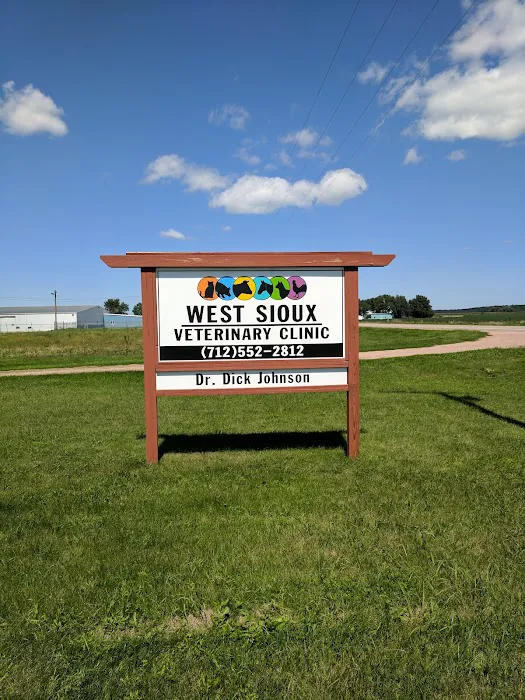 WEST SIOUX
VETERINARY CLINIC
(712)552-2812
Dr. Dick Johnson